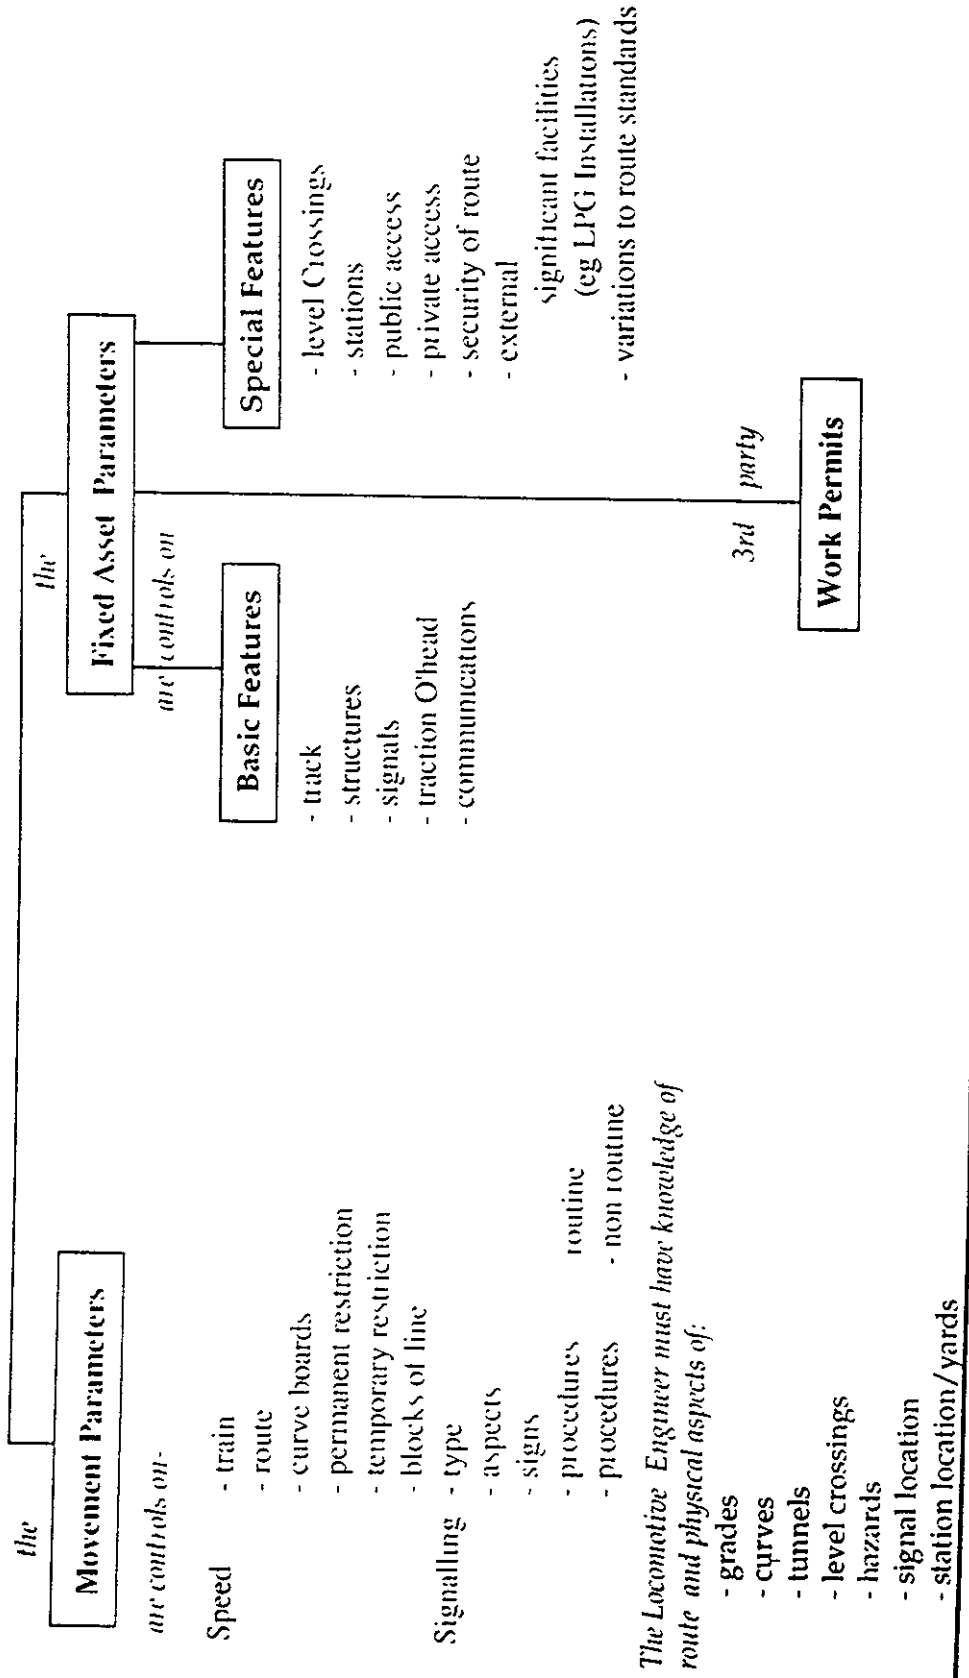 the
Movement Parameters
are controls on-
Speed - train
- route
- curve boards
- permanent restriction
- temporary restriction
- blocks of line
Signalling - type
- aspects
- signs
- procedures routine
- procedures - non routine
The Locomotive Engineer must have knowledge of
route and physical aspects of:
- grades
- curves
- tunnels
- level crossings
- hazards
- signal location
- station location/yards
the
Fixed Asset Parameters
are controls on
Basic Features
- track
- structures
- signals
- traction O'head
- communications
Special Features
- level Crossings
- stations
- public access
- private access
- security of route
- external
significant facilities
(eg LPG Installations)
- variations to route standards
3rd party
Work Permits